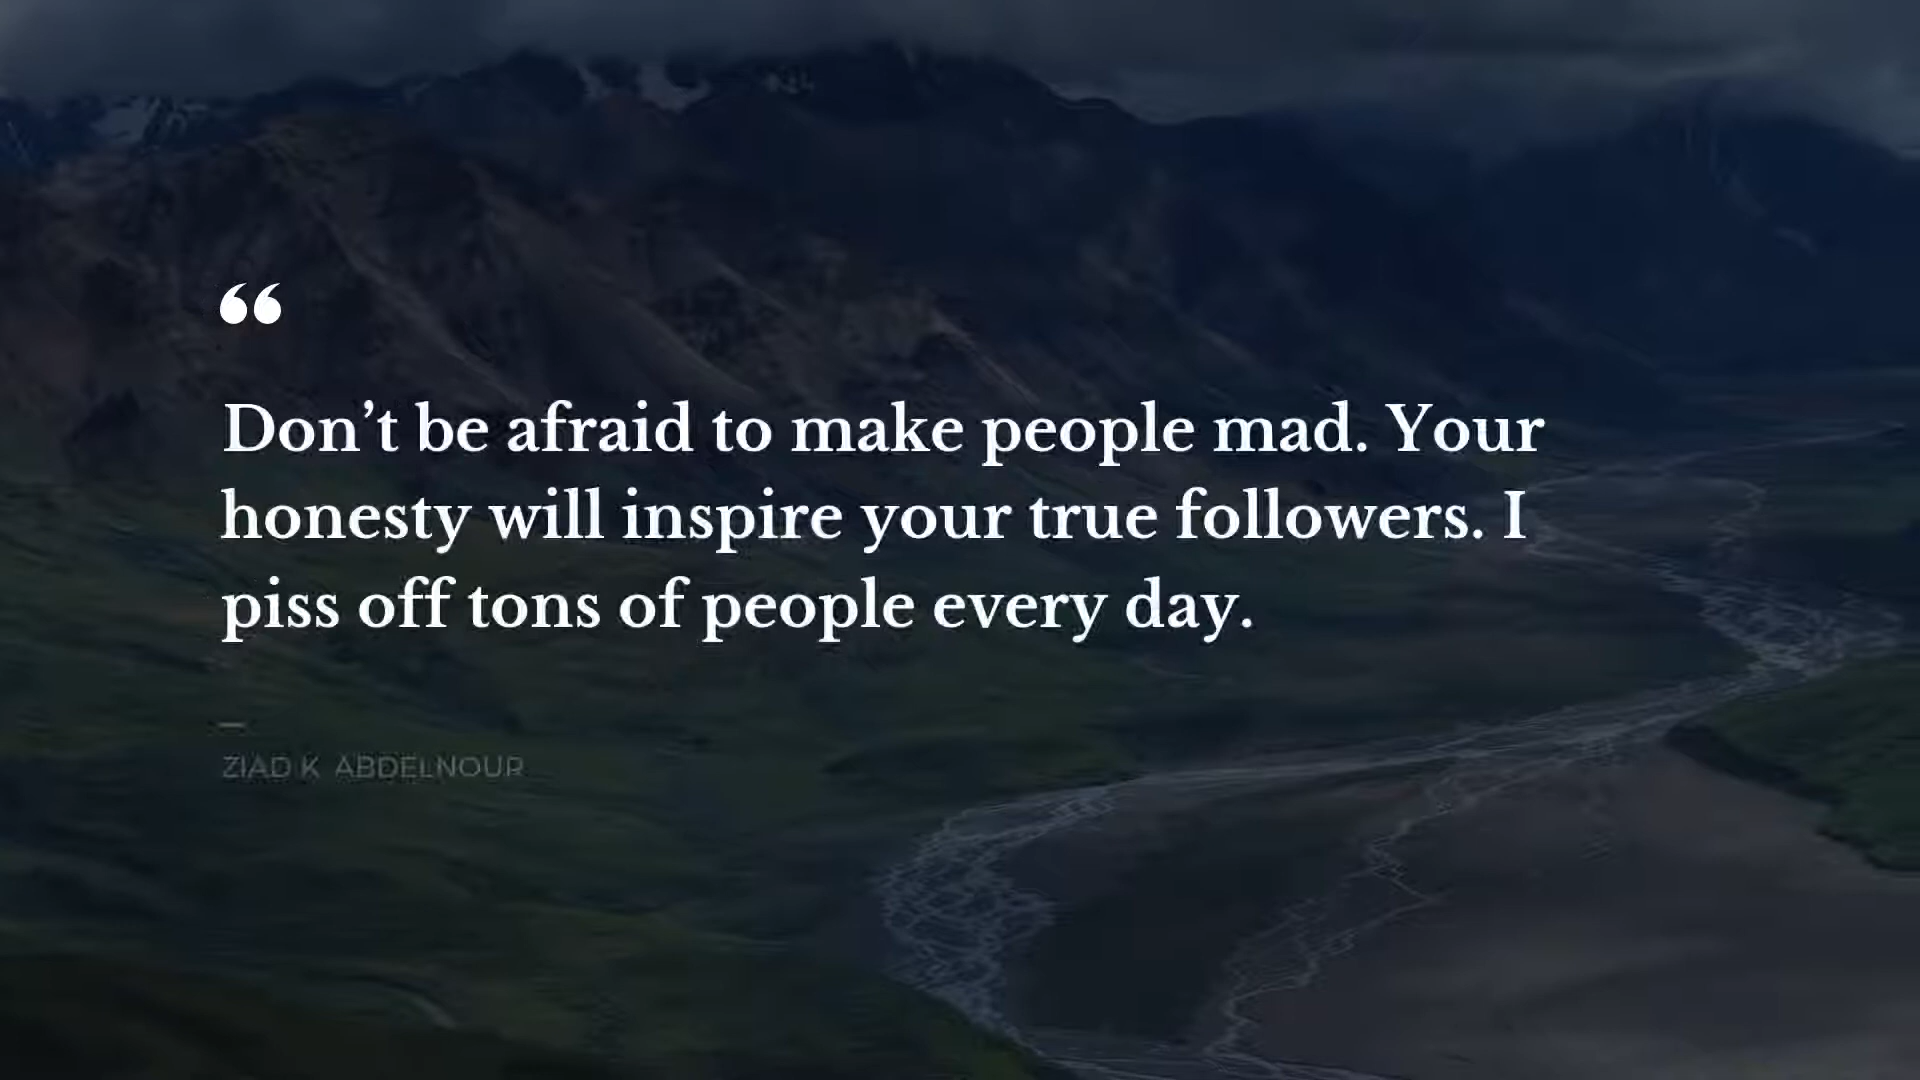 “
Don’t be afraid to make people mad. Your
honesty will inspire your true followers. I
piss off tons of people every day.
ZIAD K ABDELNOUR